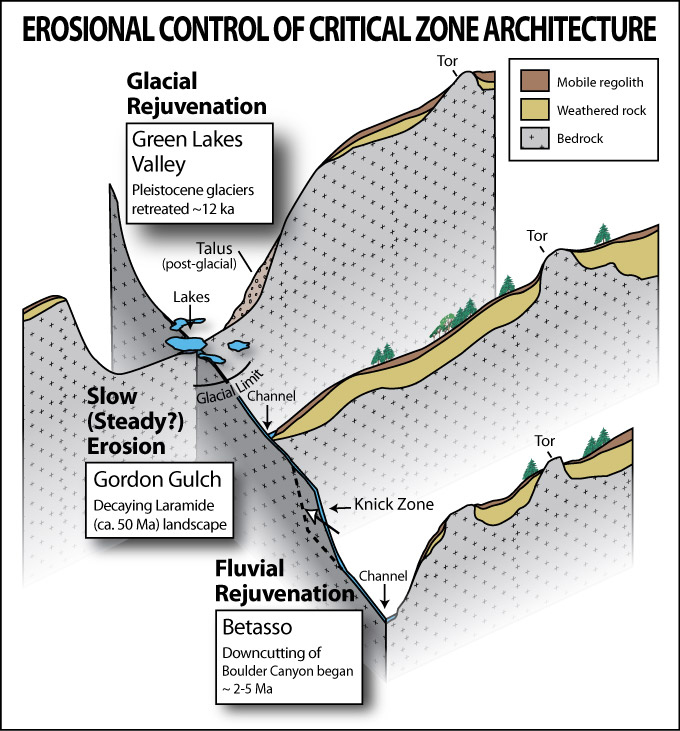 EROSIONAL CONTROL OF CRITICAL ZONE ARCHITECTURE
Tor
Mobile regolith
Weathered rock
Bedrock
Glacial
Rejuvenation
Green Lakes
Valley
Pleistocene glaciers
retreated ~12 ka
Talus
(post-glacial)
Lakes
Tor
Glacial Limit
Channel
Slow
(Steady?)
Erosion
Gordon Gulch
Decaying Laramide
(ca. 50 Ma) landscape
Tor
Knick Zone
Fluvial
Rejuvenation
Channel
Betasso
Downcutting of
Boulder Canyon began
~ 2-5 Ma